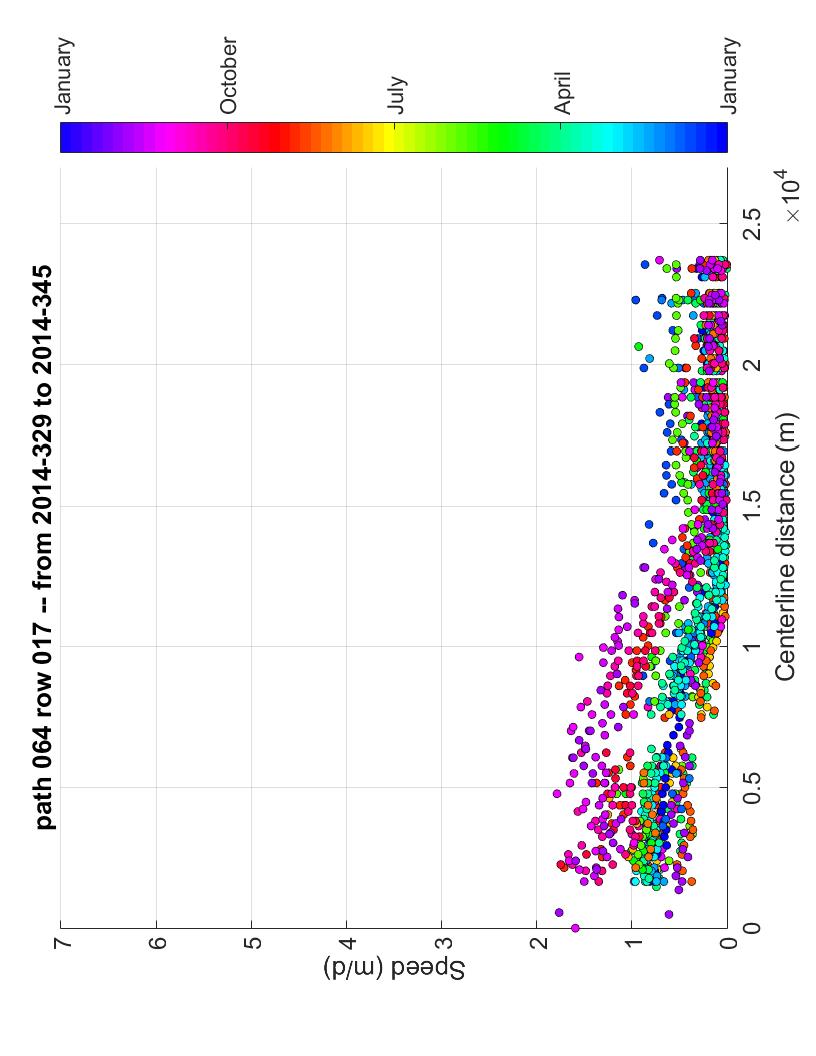 path 064 row 017 -- from 2014-329 to 2014-345
Speed (m/d)
7
6
5
4
3
2
1
0
0
0.5
1
1.5
2
2.5
×10⁴
Centerline distance (m)
January
October
July
April
January